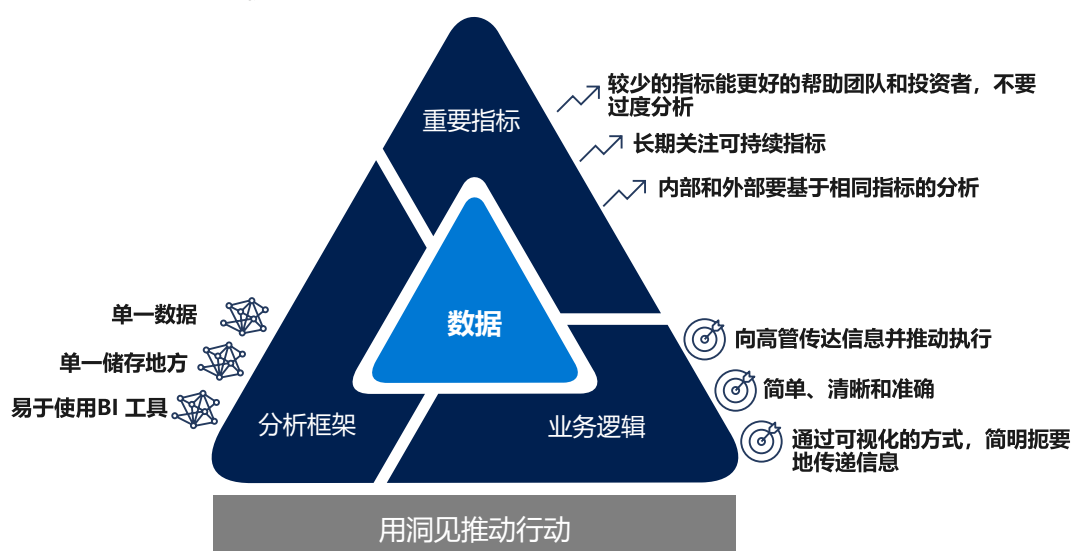 重要指标
较少的指标能更好的帮助团队和投资者，不要
过度分析
长期关注可持续指标
内部和外部要基于相同指标的分析
数据
单一数据
单一储存地方
易于使用BI 工具
分析框架
业务逻辑
向高管传达信息并推动执行
简单、清晰和准确
通过可视化的方式，简明扼要
地传递信息
用洞见推动行动